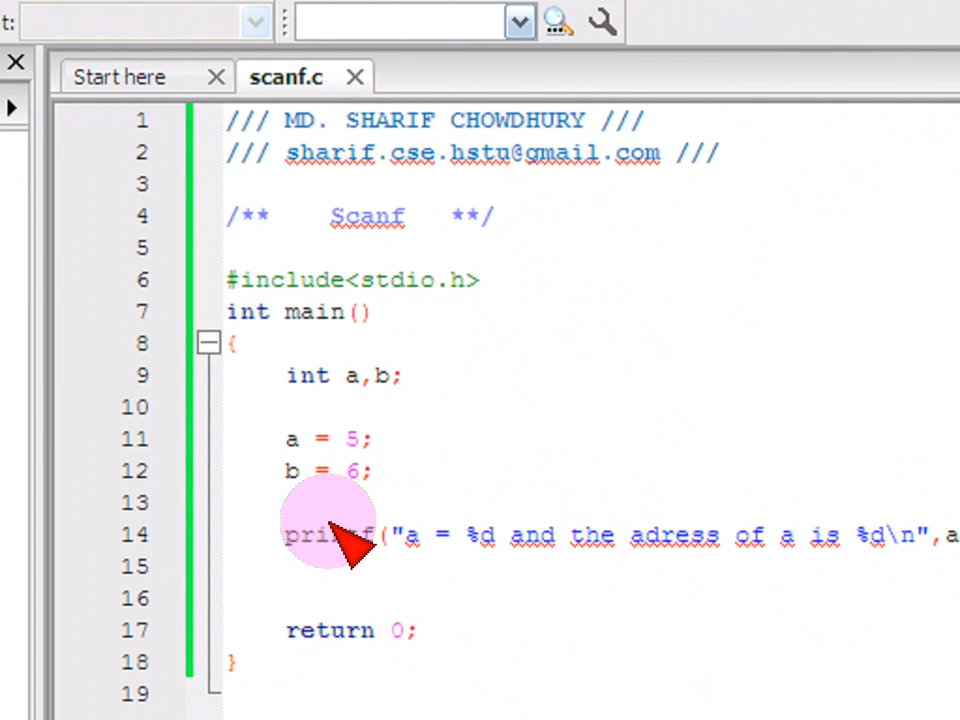 t:
Start here
scanf.c
1 /// MD. SHARIF CHOWDHURY ///
2 /// sharif.cse.hstu@gmail.com ///
3
4 /** Scanf **/
5
6 #include<stdio.h>
7 int main()
8 {
9 int a,b;
10
11 a = 5;
12 b = 6;
13
14 printf("a = %d and the adress of a is %d\n",a
15
16
17 return 0;
18 }
19